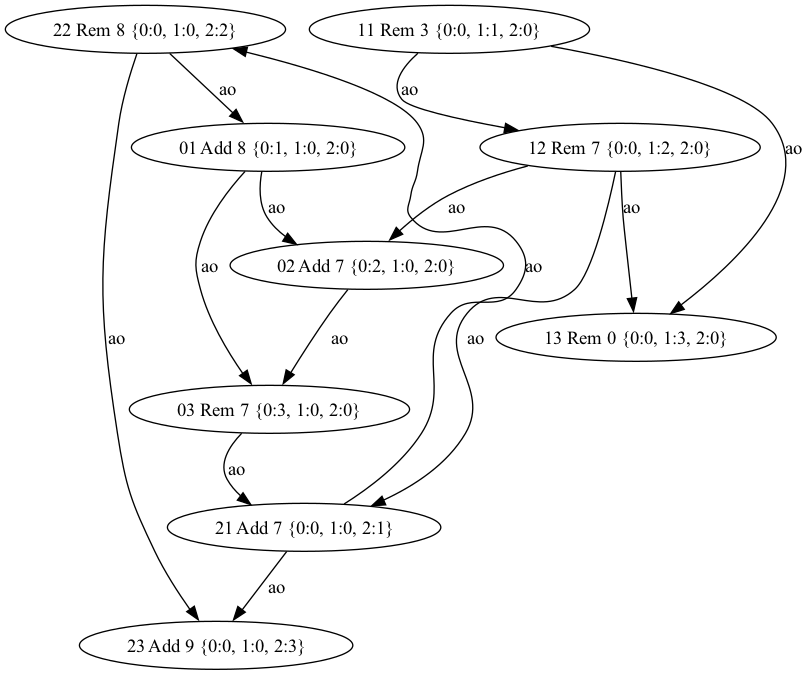 22 Rem 8 {0:0, 1:0, 2:2}
11 Rem 3 {0:0, 1:1, 2:0}
ao
ao
01 Add 8 {0:1, 1:0, 2:0}
12 Rem 7 {0:0, 1:2, 2:0}
ao
ao
ao
ao
02 Add 7 {0:2, 1:0, 2:0}
ao
ao
ao
ao
ao
13 Rem 0 {0:0, 1:3, 2:0}
03 Rem 7 {0:3, 1:0, 2:0}
ao
21 Add 7 {0:0, 1:0, 2:1}
ao
23 Add 9 {0:0, 1:0, 2:3}